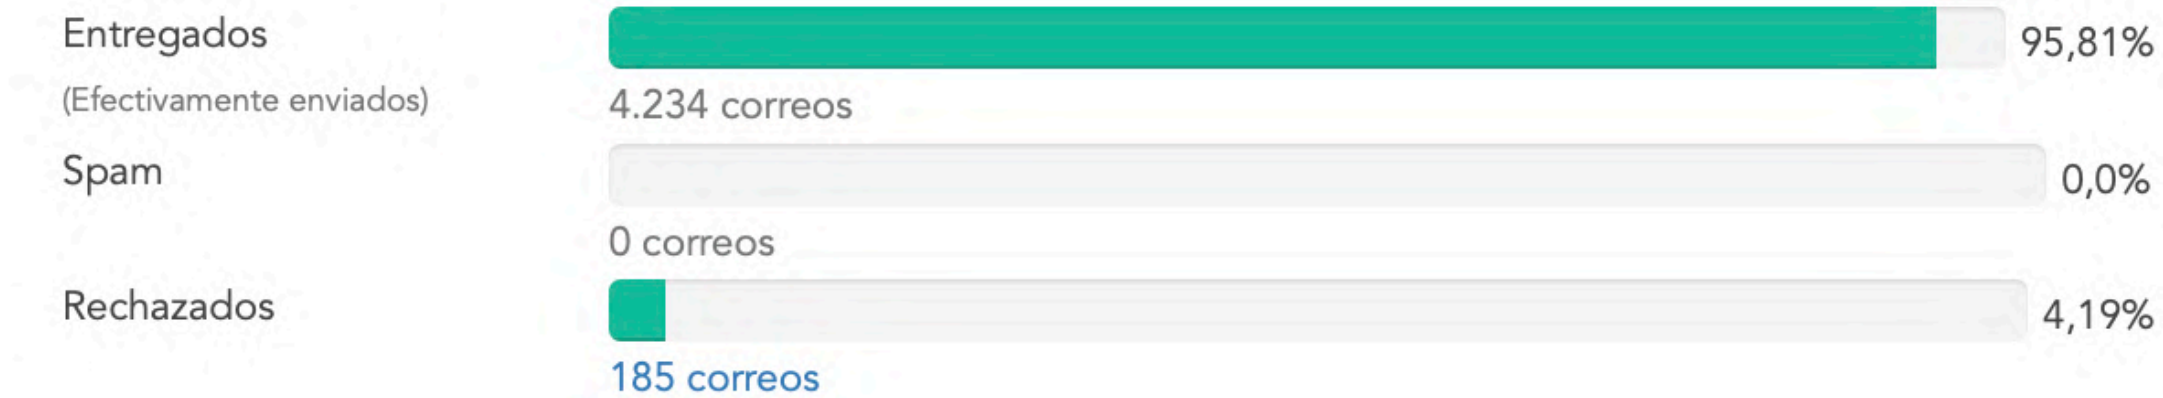 Entregados
95,81%
(Efectivamente enviados)
4.234 correos
Spam
0,0%
0 correos
Rechazados
4,19%
185 correos